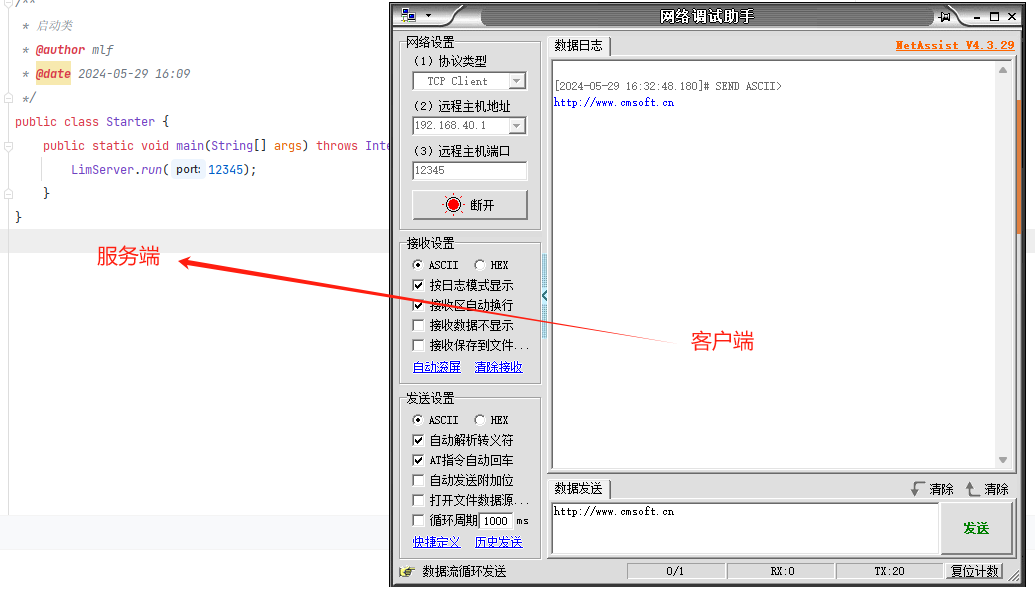 /**
* 启动类
* @author mlf
* @date 2024-05-29 16:09
*/
public class Starter {
public static void main(String[] args) throws Inte
LimServer.run( port: 12345);
}
}
服务端
客户端
网络调试助手
网络设置
(1) 协议类型
TCP Client
(2) 远程主机地址
192.168.40.1
(3) 远程主机端口
12345
断开
接收设置
ASCII HEX
按日志模式显示
接收区自动换行
接收数据不显示
接收保存到文件...
自动滚屏 清除接收
发送设置
ASCII HEX
自动解析转义符
AT指令自动回车
自动发送附加位
打开文件数据源...
循环周期 1000 ms
快捷定义 历史发送
数据日志 NetAssist V4.3.29
[2024-05-29 16:32:48.180]# SEND ASCII>
http://www.cmsoft.cn
数据发送 清除 清除
http://www.cmsoft.cn
发送
数据流循环发送 0/1 RX:0 TX:20 复位计数